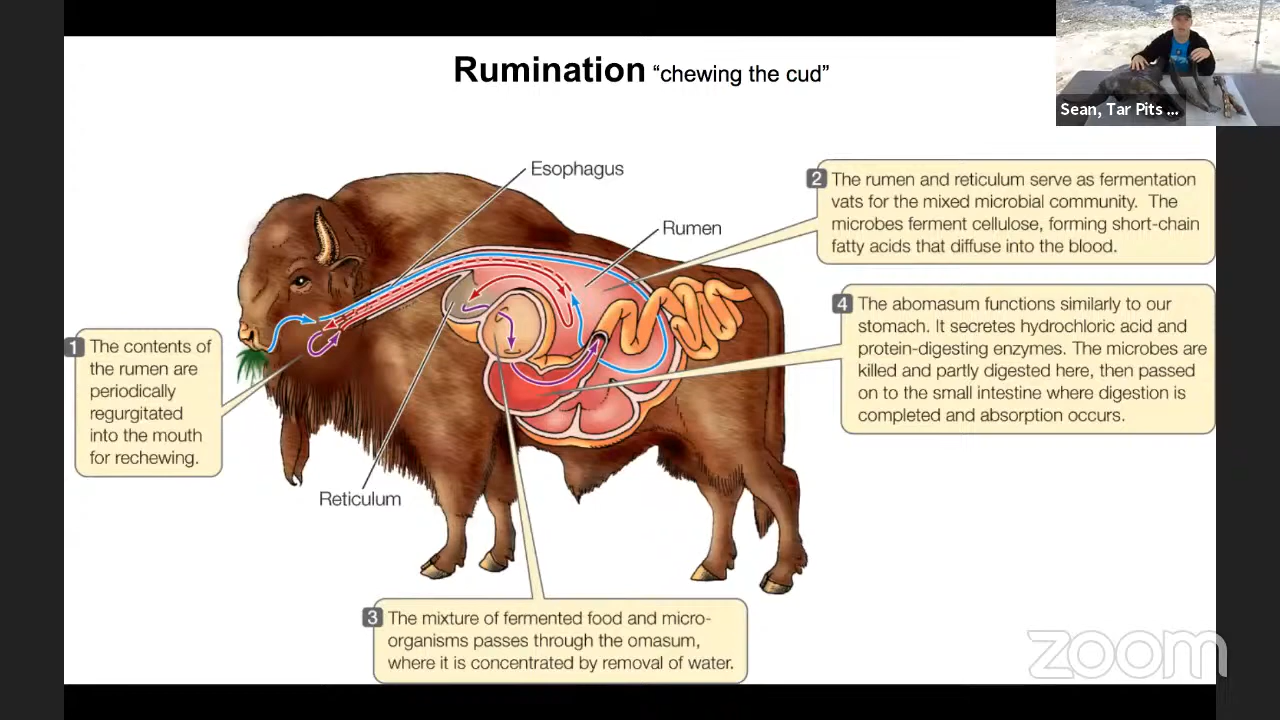 Rumination "chewing the cud"
Sean, Tar Pits ...
Esophagus
Rumen
2 The rumen and reticulum serve as fermentation
vats for the mixed microbial community. The
microbes ferment cellulose, forming short-chain
fatty acids that diffuse into the blood.
4 The abomasum functions similarly to our
stomach. It secretes hydrochloric acid and
protein-digesting enzymes. The microbes are
killed and partly digested here, then passed
on to the small intestine where digestion is
completed and absorption occurs.
1 The contents of
the rumen are
periodically
regurgitated
into the mouth
for rechewing.
Reticulum
3 The mixture of fermented food and micro-
organisms passes through the omasum,
where it is concentrated by removal of water.
zoom